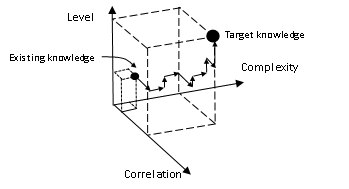 Level
Target knowledge
Existing knowledge
Complexity
Correlation